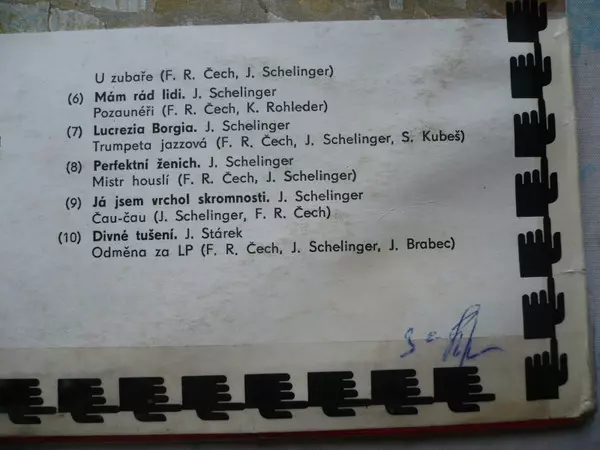 U zubaře (F. R. Čech, J. Schelinger)
(6) Mám rád lidi. J. Schelinger
Pozaunéři (F. R. Čech, K. Rohleder)
(7) Lucrezia Borgia. J. Schelinger
Trumpeta jazzová (F. R. Čech, J. Schelinger, S. Kubeš)
(8) Perfektní ženich. J. Schelinger
Mistr houslí (F. R. Čech, J. Schelinger)
(9) Já jsem vrchol skromnosti. J. Schelinger
Čau-čau (J. Schelinger, F. R. Čech)
(10) Divné tušení. J. Stárek
Odměna za LP (F. R. Čech, J. Schelinger, J. Brabec)